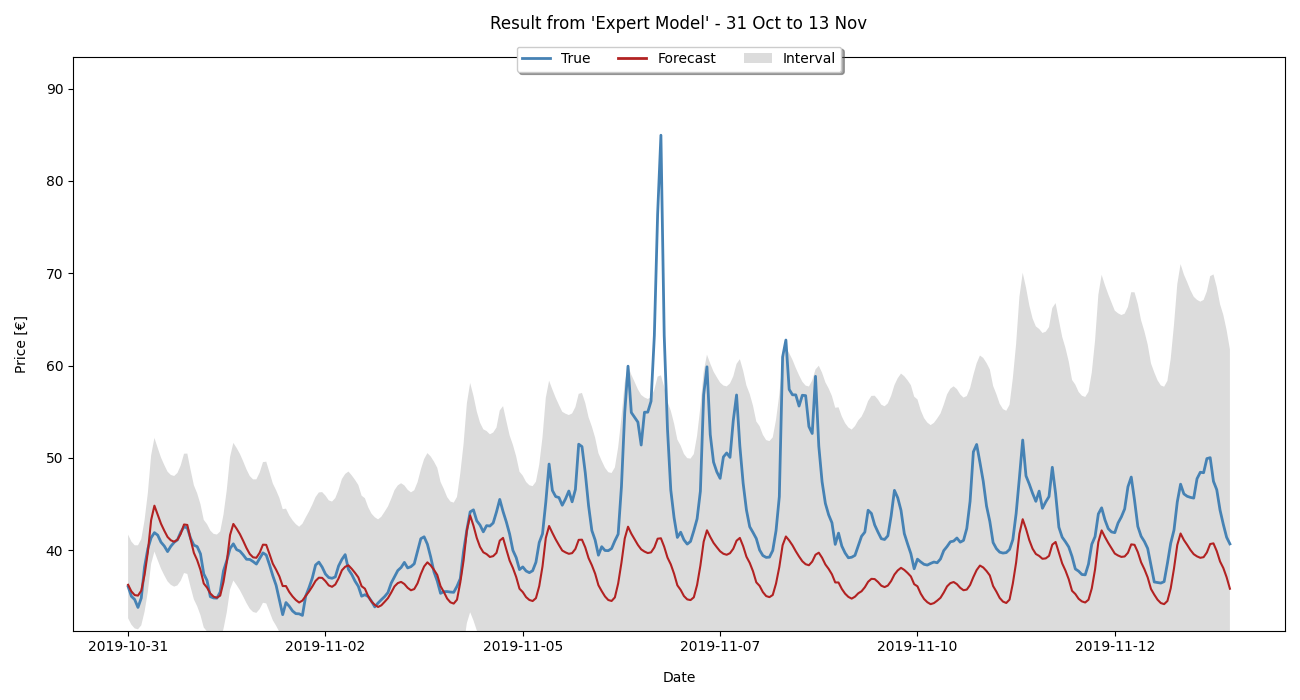 Result from 'Expert Model' - 31 Oct to 13 Nov
True Forecast Interval
90
80
70
60
50
40
Price [€]
2019-10-31 2019-11-02 2019-11-05 2019-11-07 2019-11-10 2019-11-12
Date